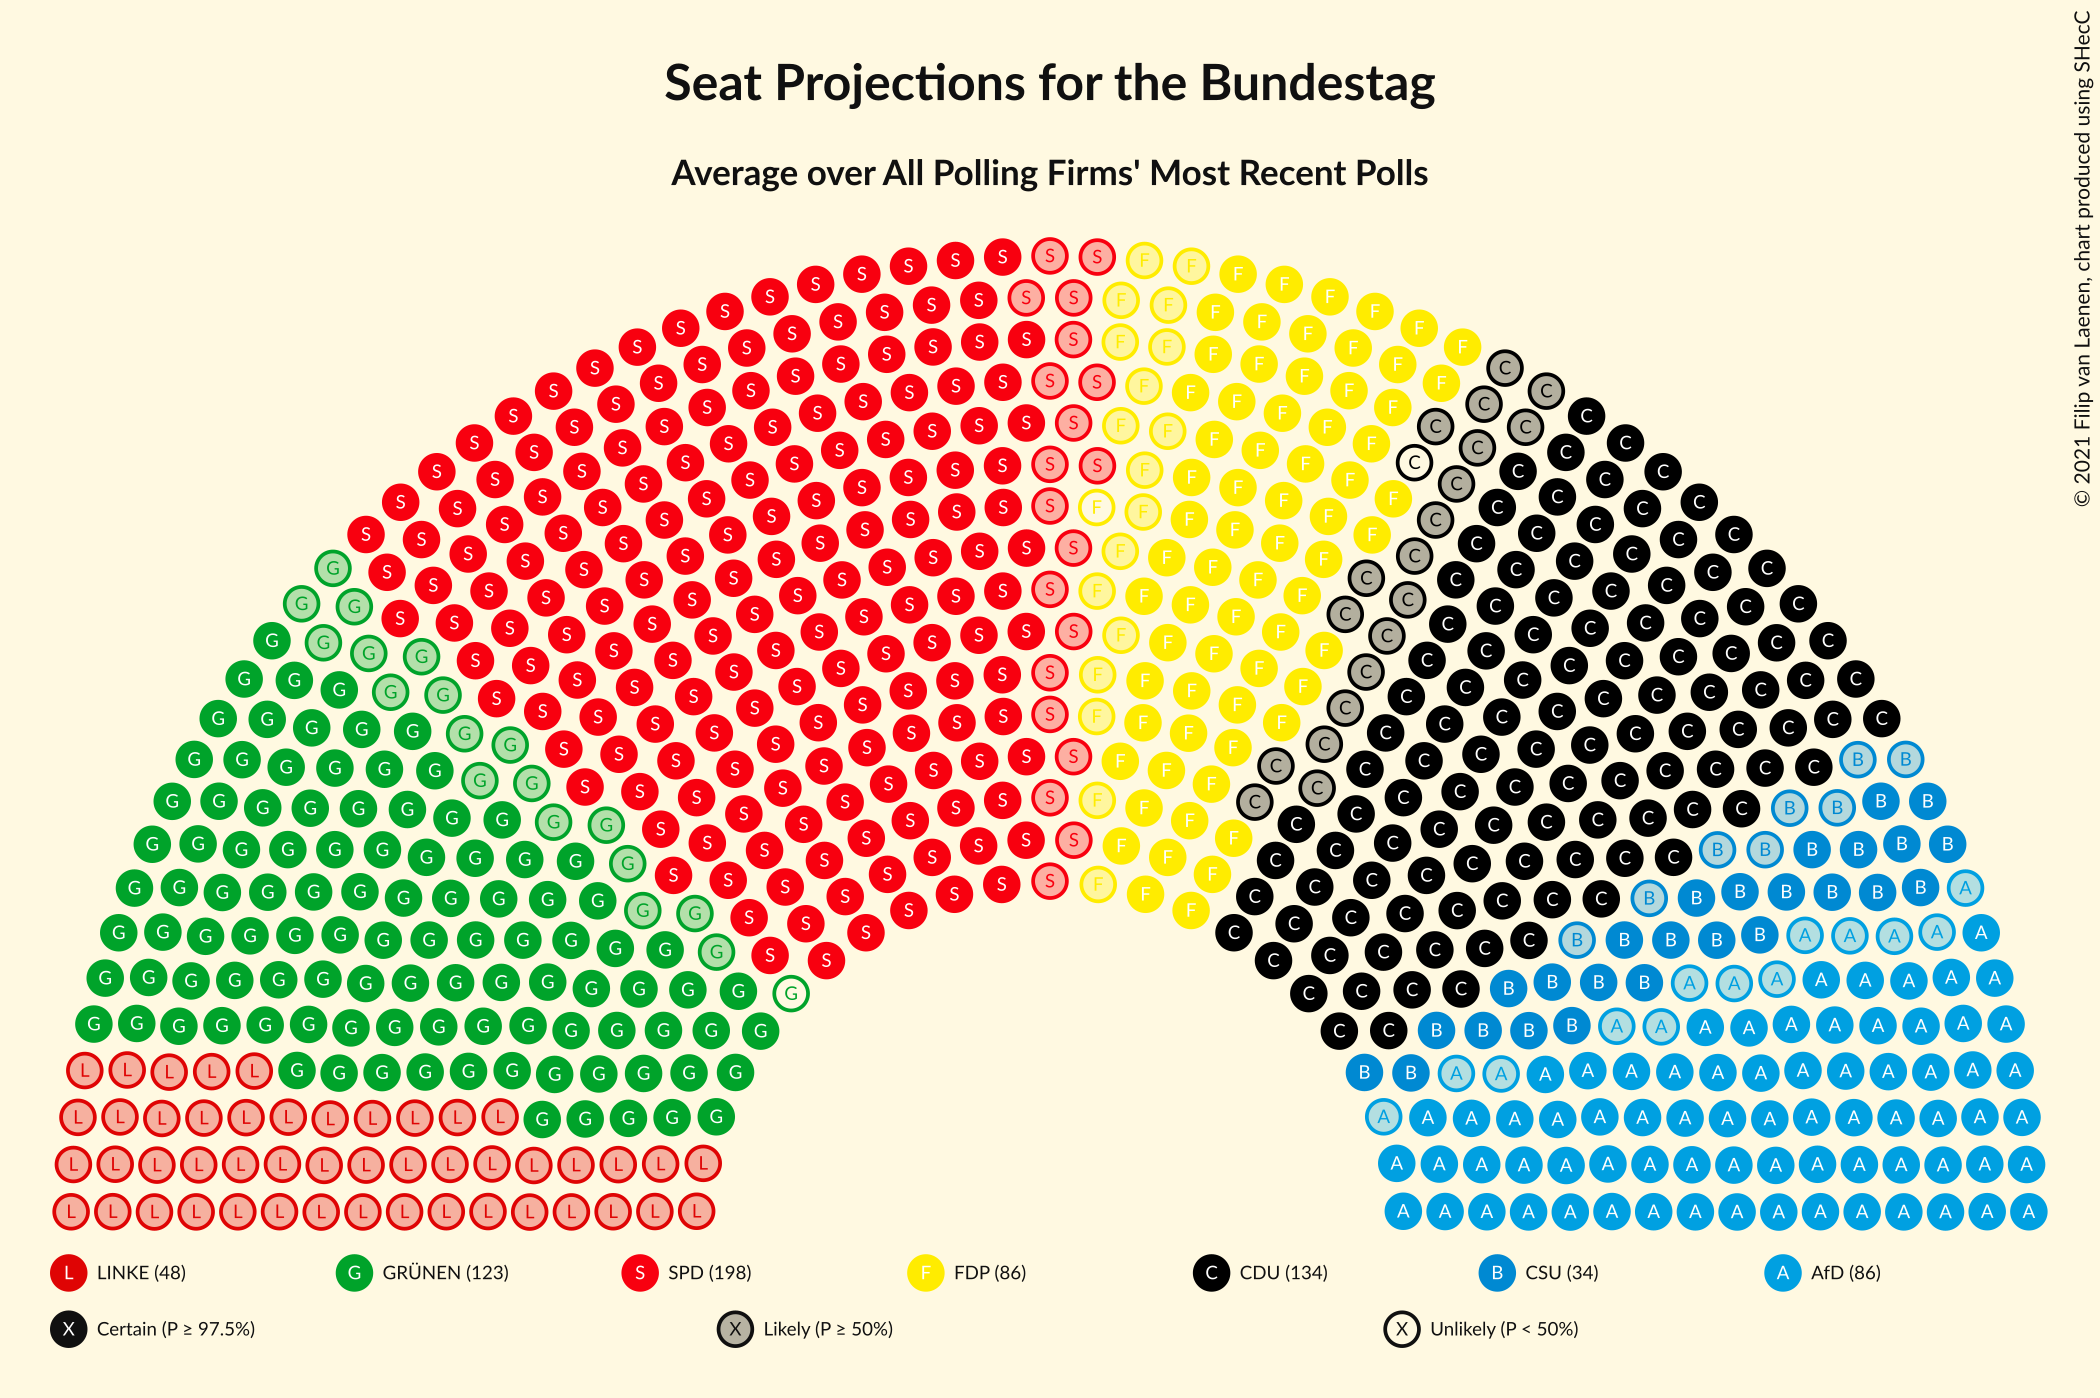 Seat Projections for the Bundestag
Average over All Polling Firms' Most Recent Polls
© 2021 Filip van Laenen, chart produced using SHecC
L LINKE (48)
G GRÜNEN (123)
S SPD (198)
F FDP (86)
C CDU (134)
B CSU (34)
A AfD (86)
X Certain (P ≥ 97.5%)
X Likely (P ≥ 50%)
X Unlikely (P < 50%)